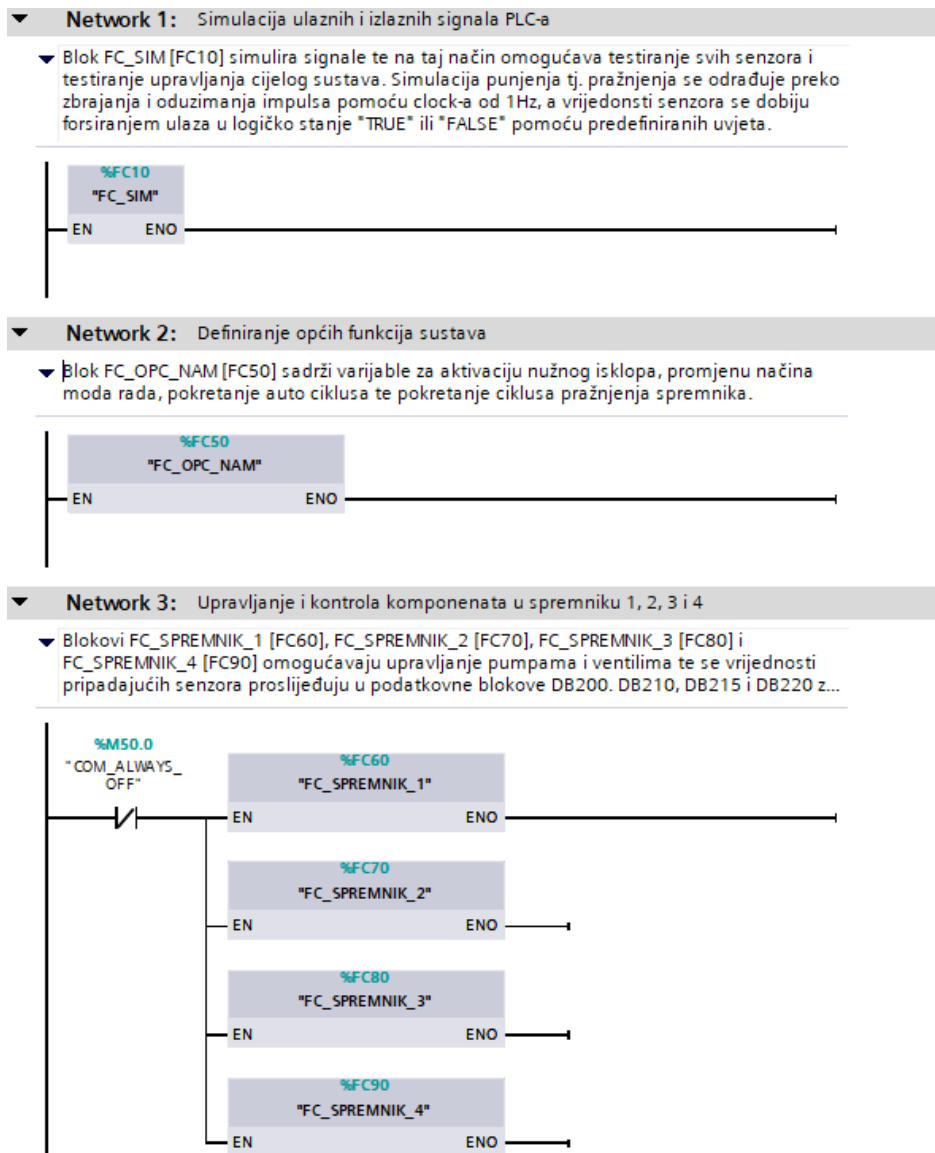 Network 1: Simulacija ulaznih i izlaznih signala PLC-a
Blok FC_SIM [FC10] simulira signale te na taj način omogućava testiranje svih senzora i
testiranje upravljanja cijelog sustava. Simulacija punjenja tj. pražnjenja se odrađuje preko
zbrajanja i oduzimanja impulsa pomoću clock-a od 1Hz, a vrijedonsti senzora se dobiju
forsiranjem ulaza u logičko stanje "TRUE" ili "FALSE" pomoću predefiniranih uvjeta.
%FC10
"FC_SIM"
EN ENO
Network 2: Definiranje općih funkcija sustava
Blok FC_OPC_NAM [FC50] sadrži varijable za aktivaciju nužnog isklopa, promjenu načina
moda rada, pokretanje auto ciklusa te pokretanje ciklusa pražnjenja spremnika.
%FC50
"FC_OPC_NAM"
EN ENO
Network 3: Upravljanje i kontrola komponenata u spremniku 1, 2, 3 i 4
Blokovi FC_SPREMNIK_1 [FC60], FC_SPREMNIK_2 [FC70], FC_SPREMNIK_3 [FC80] i
FC_SPREMNIK_4 [FC90] omogućavaju upravljanje pumpama i ventilima te se vrijednosti
pripadajućih senzora proslijeđuju u podatkovne blokove DB200. DB210, DB215 i DB220 z...
%M50.0
"COM_ALWAYS_
OFF"
%FC60
"FC_SPREMNIK_1"
EN ENO
%FC70
"FC_SPREMNIK_2"
EN ENO
%FC80
"FC_SPREMNIK_3"
EN ENO
%FC90
"FC_SPREMNIK_4"
EN ENO